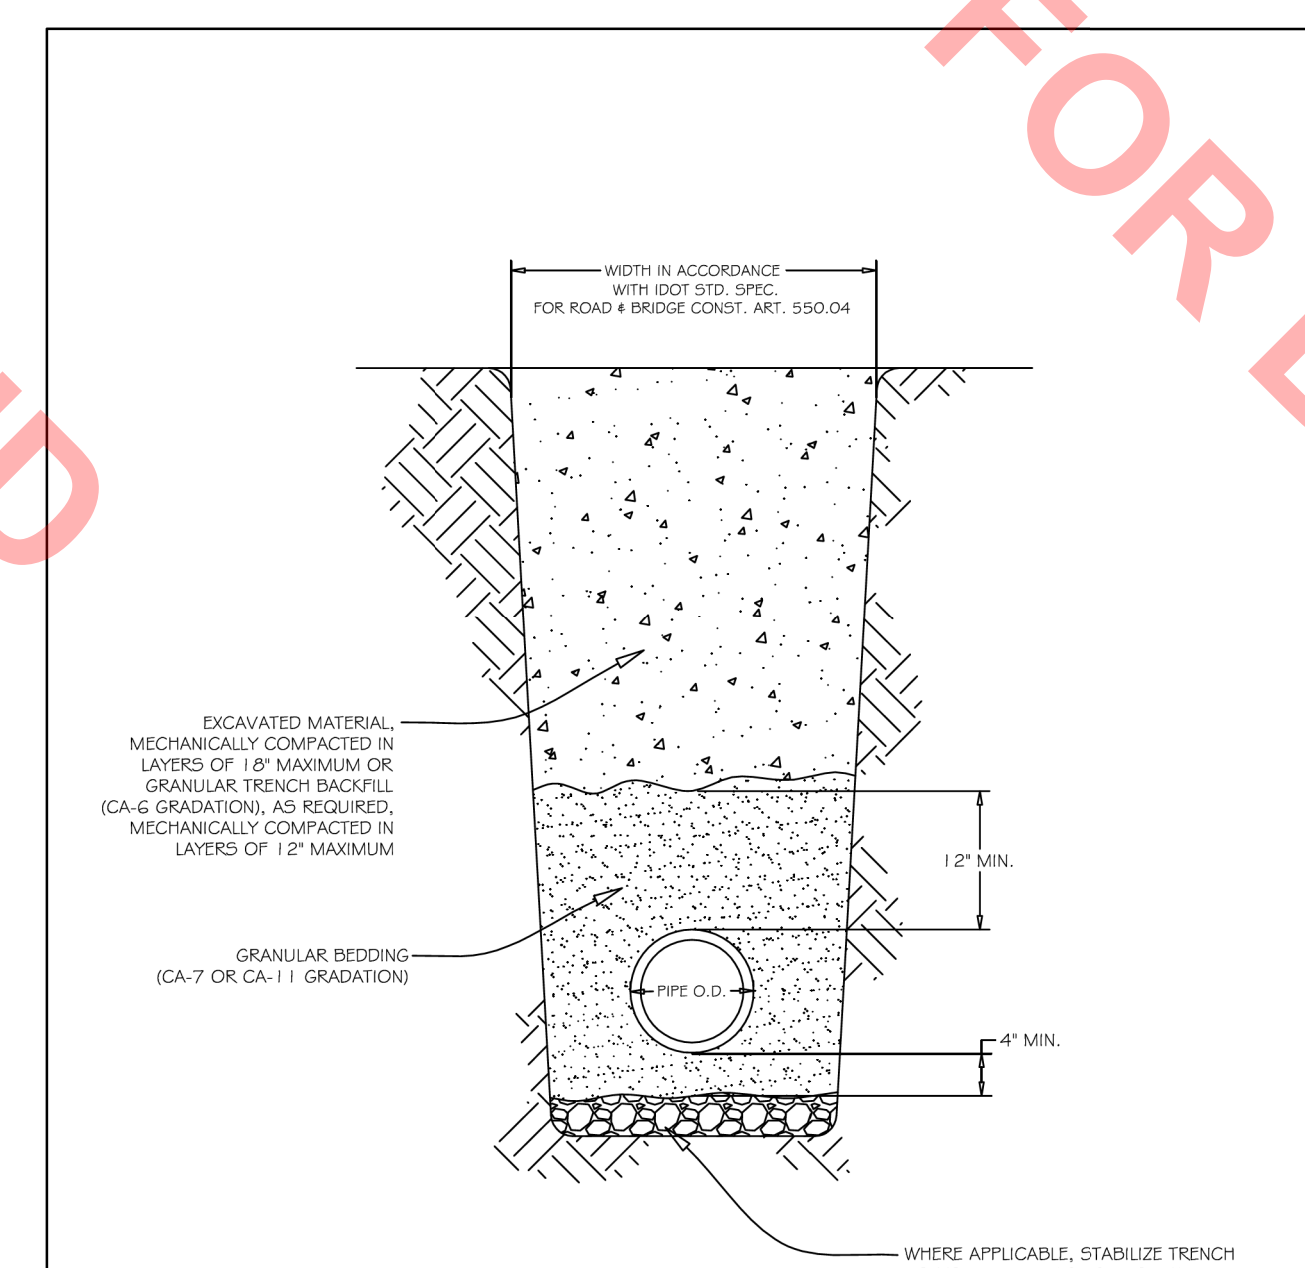 FOR
WIDTH IN ACCORDANCE
WITH IDOT STD. SPEC.
FOR ROAD & BRIDGE CONST. ART. 550.04
EXCAVATED MATERIAL,
MECHANICALLY COMPACTED IN
LAYERS OF 18" MAXIMUM OR
GRANULAR TRENCH BACKFILL
(CA-6 GRADATION), AS REQUIRED,
MECHANICALLY COMPACTED IN
LAYERS OF 12" MAXIMUM
12" MIN.
GRANULAR BEDDING
(CA-7 OR CA-11 GRADATION)
PIPE O.D.
4" MIN.
WHERE APPLICABLE, STABILIZE TRENCH